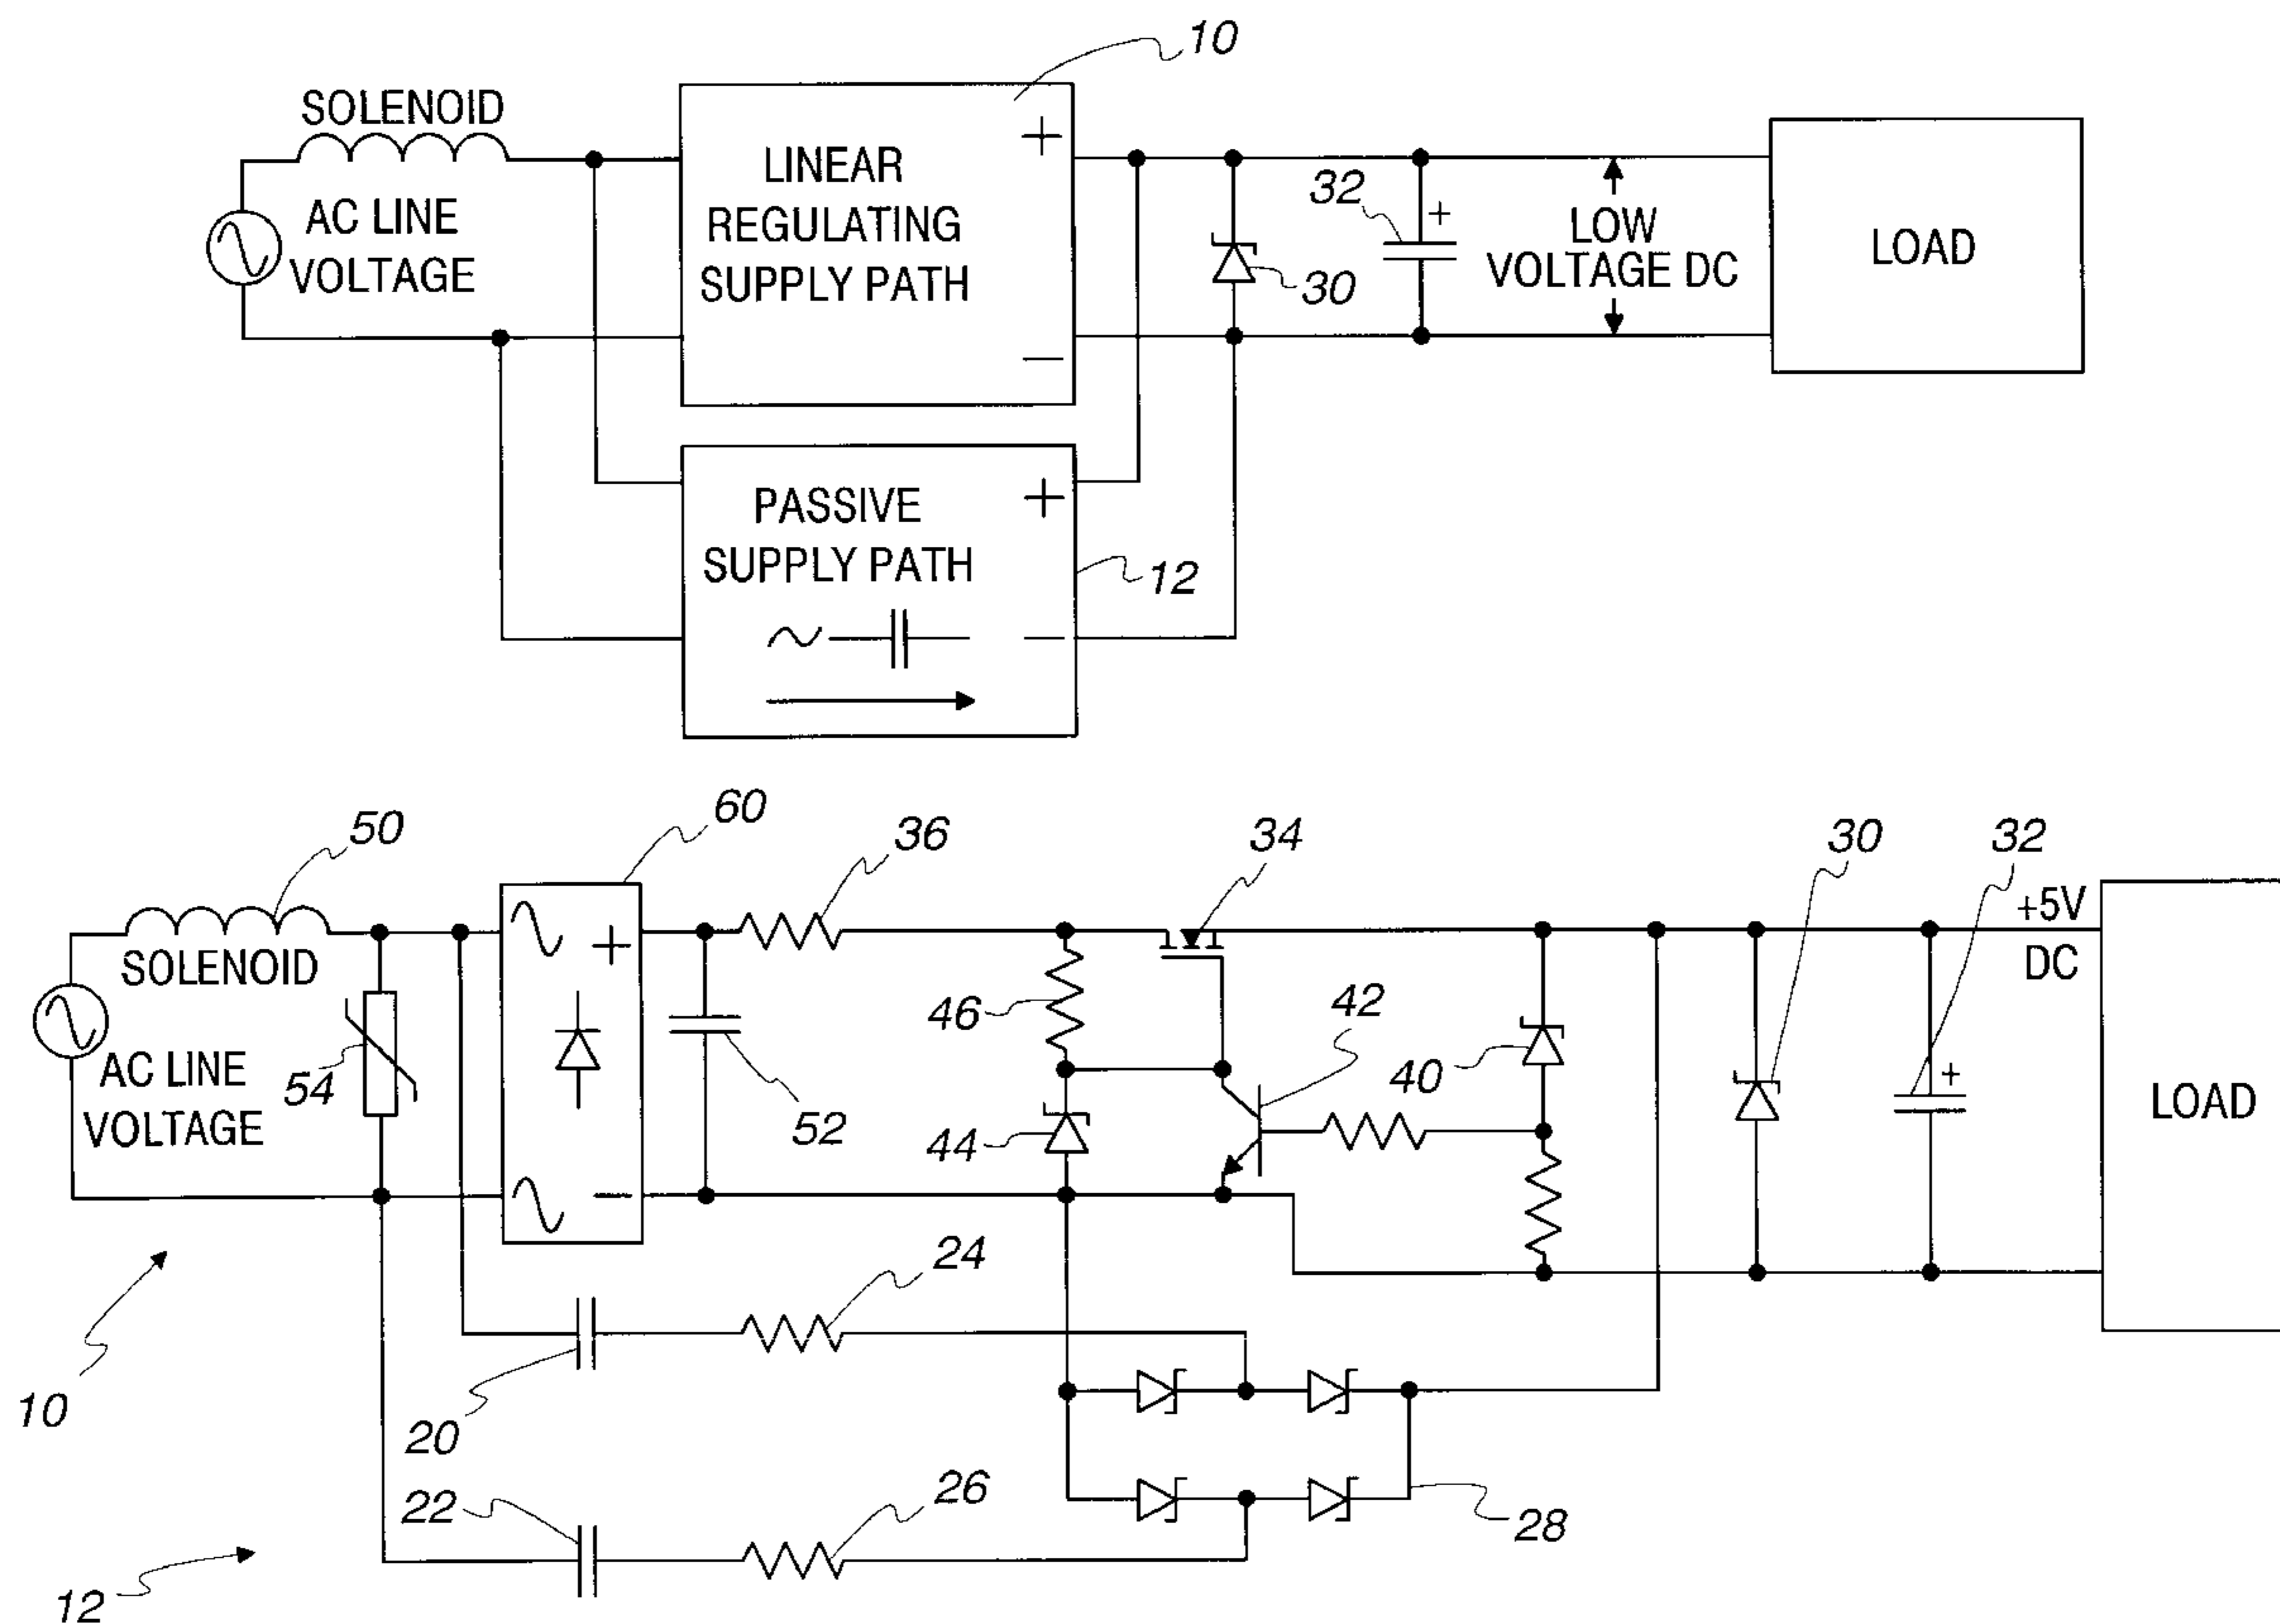 10
SOLENOID
AC LINE
VOLTAGE
LINEAR
REGULATING
SUPPLY PATH
+
−
32
+
30
LOW
VOLTAGE DC
LOAD
PASSIVE
SUPPLY PATH
+
−
12
50
60
36
34
30
32
SOLENOID
AC LINE
VOLTAGE
54
+
−
52
46
44
42
40
+
+5V
DC
LOAD
10
24
20
22
26
28
12